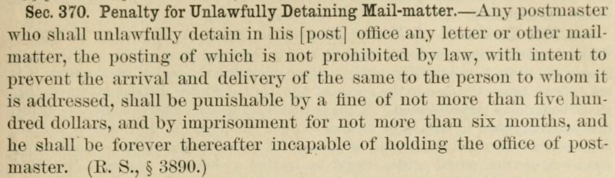 Sec. 370. Penalty for Unlawfully Detaining Mail-matter.—Any postmaster
who shall unlawfully detain in his [post] office any letter or other mail-
matter, the posting of which is not prohibited by law, with intent to
prevent the arrival and delivery of the same to the person to whom it
is addressed, shall be punishable by a fine of not more than five hun-
dred dollars, and by imprisonment for not more than six months, and
he shall be forever thereafter incapable of holding the office of post-
master. (R. S., § 3890.)